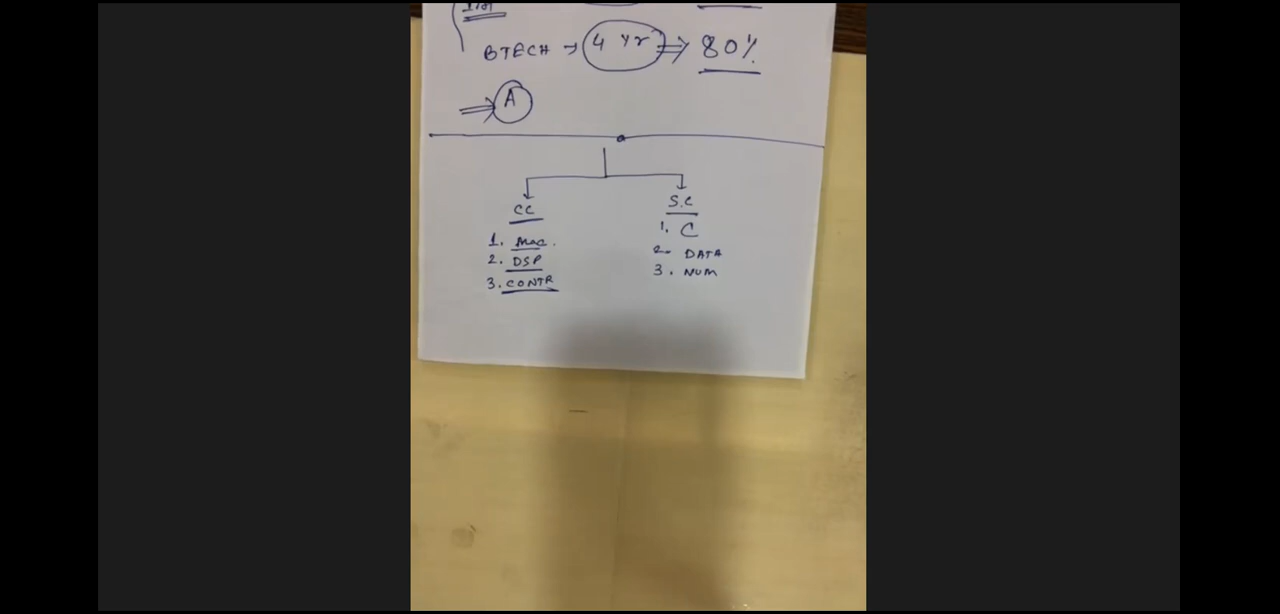 BTECH → 4 Yr ⇒ 80%
⇒ A
CC
1. Mac.
2. DSP
3. CONTR
S.C
1. C
2. DATA
3. NUM